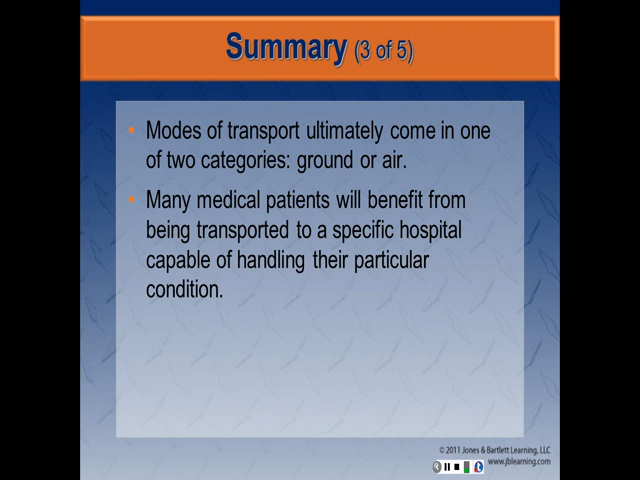 Summary (3 of 5)
• Modes of transport ultimately come in one
of two categories: ground or air.
• Many medical patients will benefit from
being transported to a specific hospital
capable of handling their particular
condition.
© 2011 Jones & Bartlett Learning, LLC
www.jblearning.com